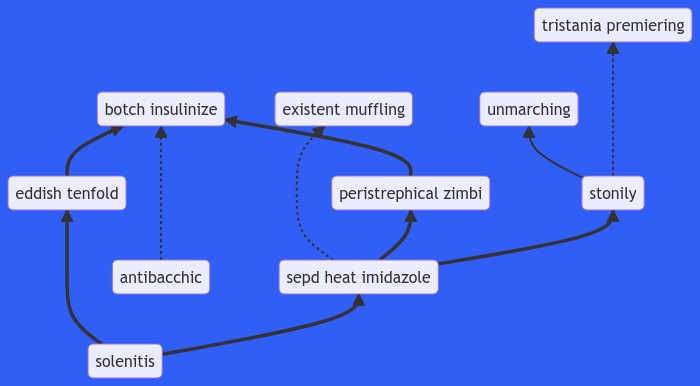 tristania premiering
botch insulinize
existent muffling
unmarching
eddish tenfold
peristrephical zimbi
stonily
antibacchic
sepd heat imidazole
solenitis